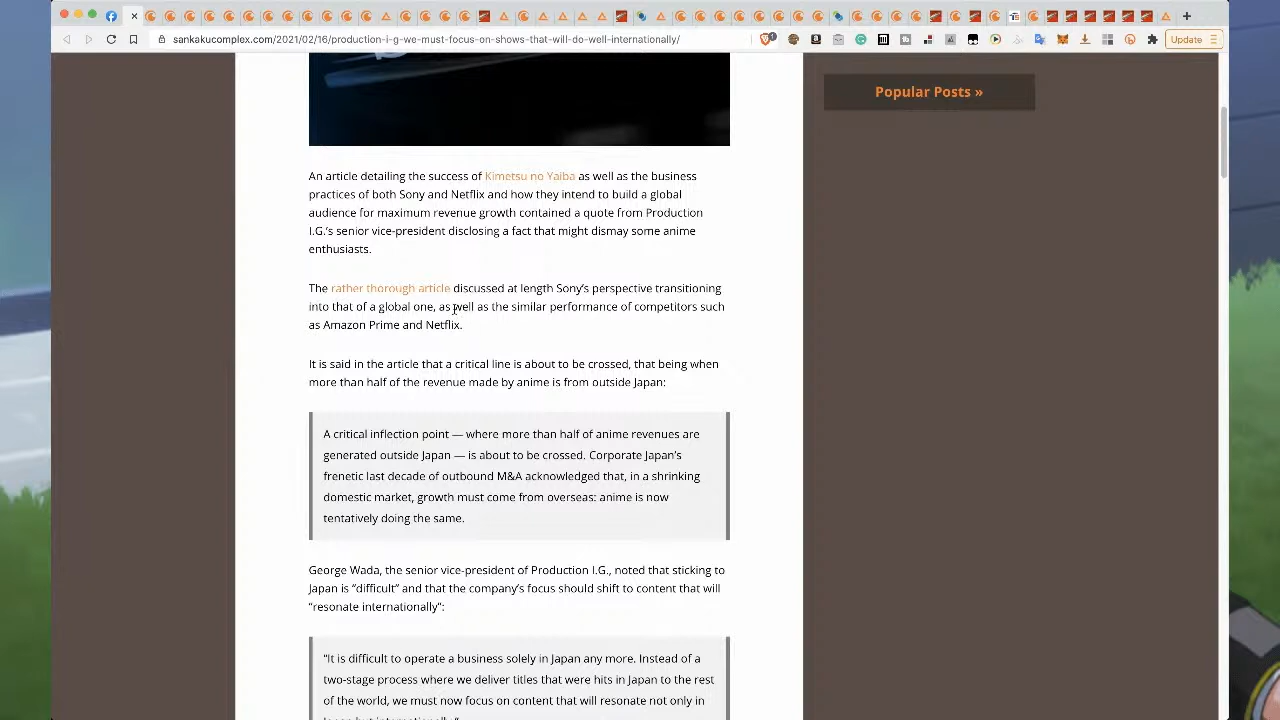 sankakucomplex.com/2021/02/16/production-i-g-we-must-focus-on-shows-that-will-do-well-internationally/
Update
Popular Posts »
An article detailing the success of Kimetsu no Yaiba as well as the business
practices of both Sony and Netflix and how they intend to build a global
audience for maximum revenue growth contained a quote from Production
I.G.'s senior vice-president disclosing a fact that might dismay some anime
enthusiasts.
The rather thorough article discussed at length Sony's perspective transitioning
into that of a global one, as well as the similar performance of competitors such
as Amazon Prime and Netflix.
It is said in the article that a critical line is about to be crossed, that being when
more than half of the revenue made by anime is from outside Japan:
A critical inflection point — where more than half of anime revenues are
generated outside Japan — is about to be crossed. Corporate Japan's
frenetic last decade of outbound M&A acknowledged that, in a shrinking
domestic market, growth must come from overseas: anime is now
tentatively doing the same.
George Wada, the senior vice-president of Production I.G., noted that sticking to
Japan is “difficult” and that the company's focus should shift to content that will
“resonate internationally”:
“It is difficult to operate a business solely in Japan any more. Instead of a
two-stage process where we deliver titles that were hits in Japan to the rest
of the world, we must now focus on content that will resonate not only in